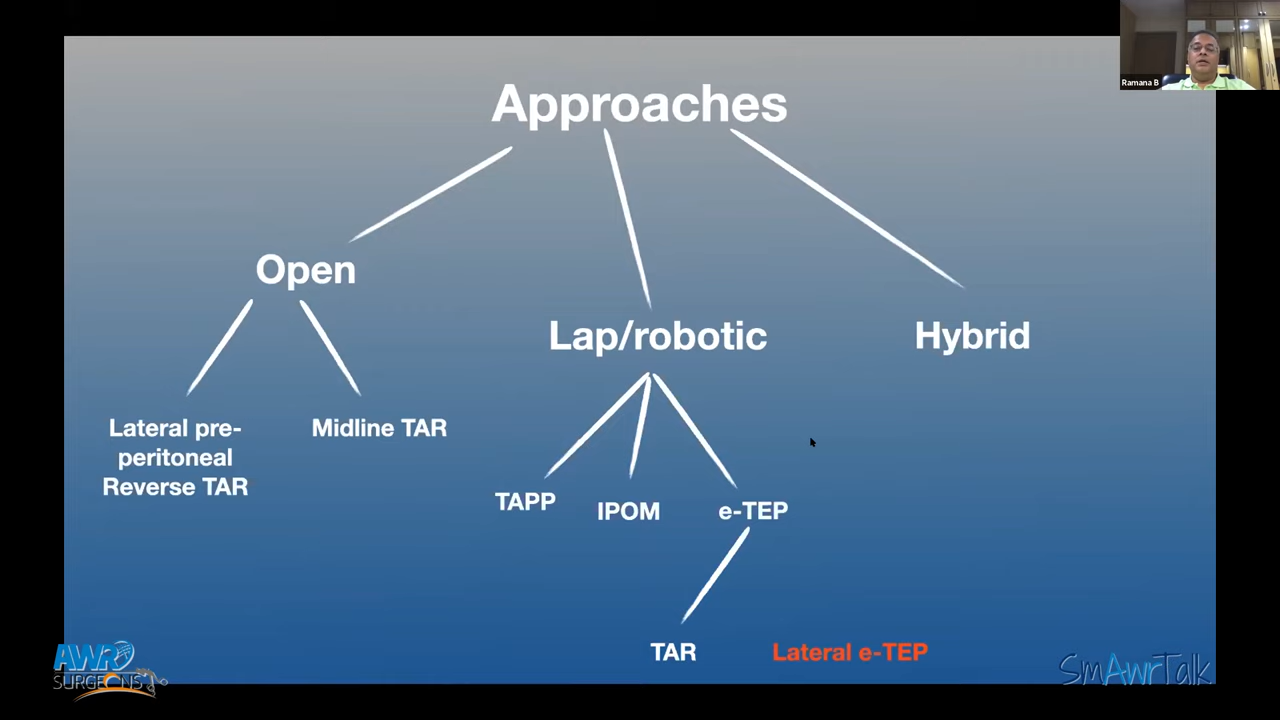 Ramana B
Approaches
Open
Lap/robotic
Hybrid
Lateral pre-
peritoneal
Reverse TAR
Midline TAR
TAPP
IPOM
e-TEP
TAR
Lateral e-TEP
AWR
SURGEONS
SmAwrTalk